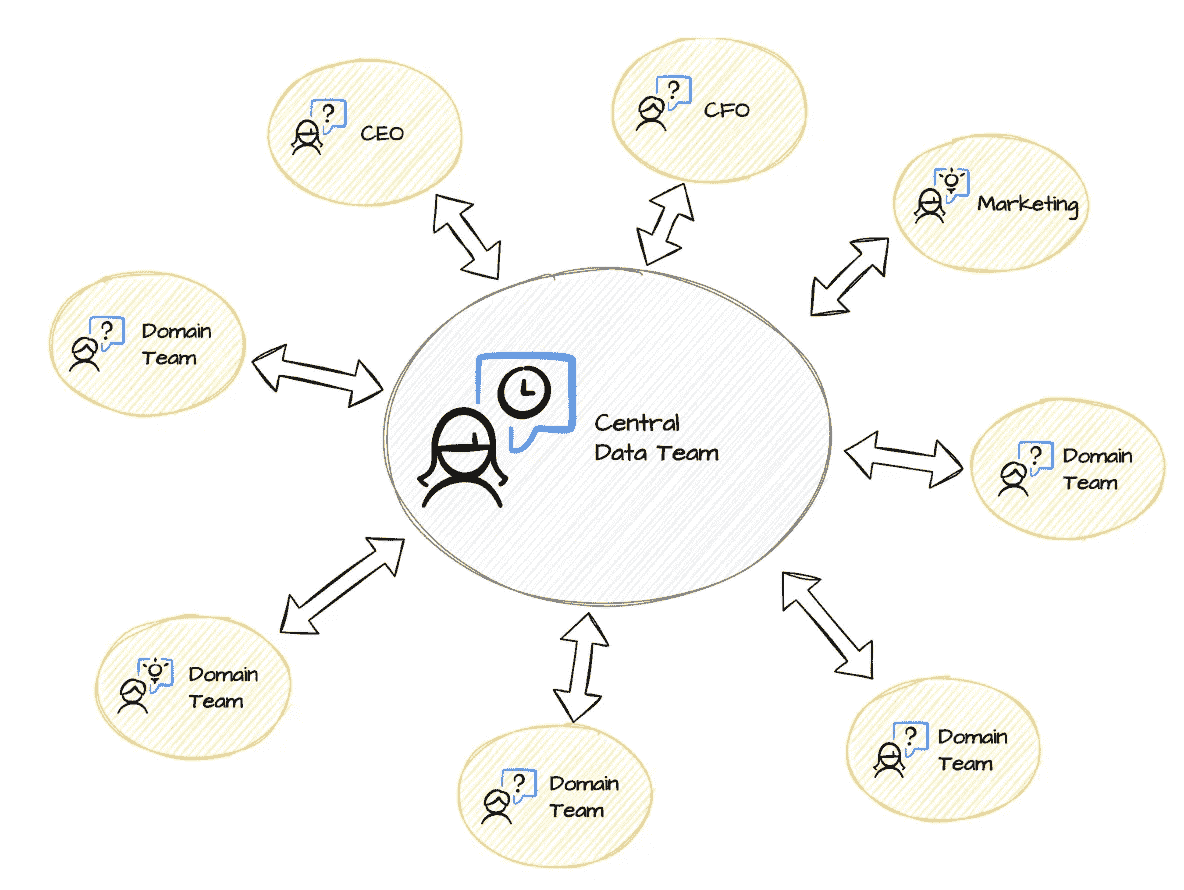 ?
CEO
?
CFO
Marketing
?
Domain
Team
Central
Data Team
?
Domain
Team
Domain
Team
?
Domain
Team
?
Domain
Team